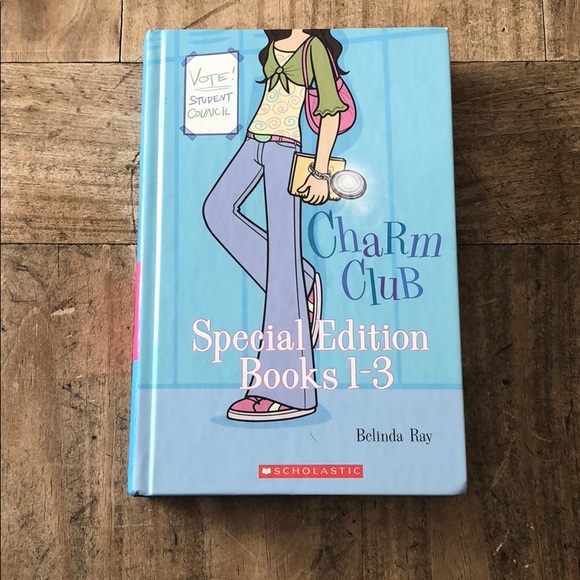 VOTE!
STUDENT
COUNCIL
CHaRm
CluB
Special Edition
Books 1-3
Belinda Ray
SCHOLASTIC